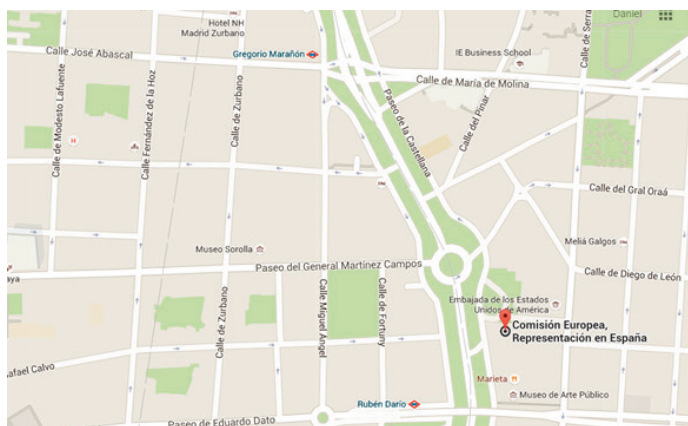 Daniel
Hotel NH
Madrid Zurbano
Gregorio Marañón
Calle José Abascal
IE Business School
Calle de Serra
Calle de María de Molina
Calle de Modesto Lafuente
Calle Fernández de la Hoz
Calle de Zurbano
Paseo de la Castellana
Calle del Pinar
Calle del Gral Oraá
Museo Sorolla
Meliá Galgos
Paseo del General Martínez Campos
Calle de Diego de León
aya
Embajada de los Estados
Unidos de América
Calle de Zurbano
Calle Miguel Ángel
Calle de Fortuny
Comisión Europea,
Representación en España
afael Calvo
Marieta
Museo de Arte Público
Rubén Darío
Paseo de Eduardo Dato